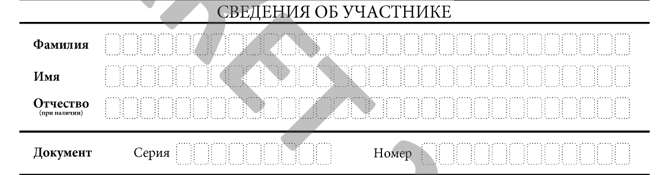 СВЕДЕНИЯ ОБ УЧАСТНИКЕ
Фамилия
Имя
Отчество
(при наличии)
Документ Серия Номер